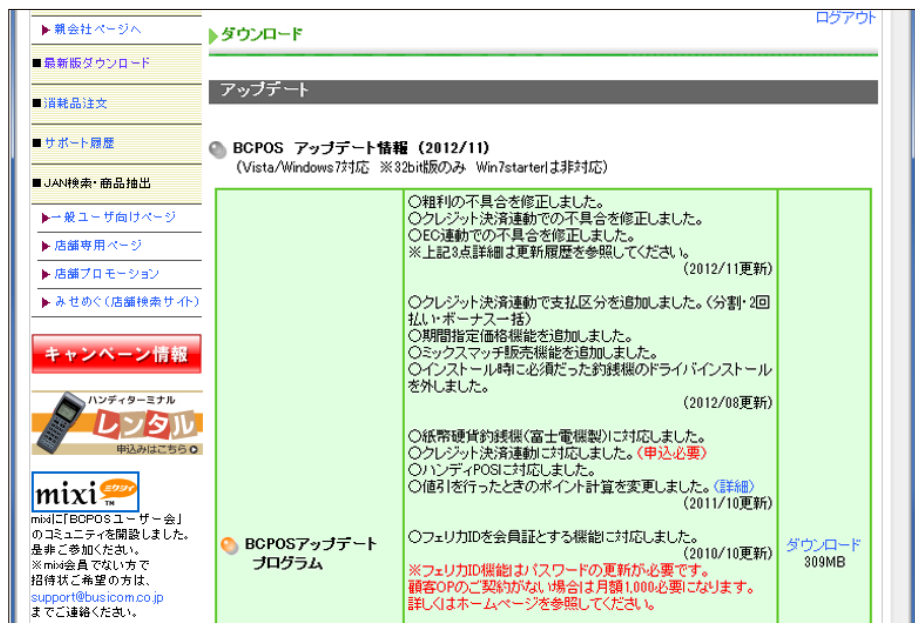 ログアウト
▶親会社ページへ
■最新版ダウンロード
■消耗品注文
■サポート履歴
■JAN検索・商品抽出
▶一般ユーザ向けページ
▶店舗専用ページ
▶店舗プロモーション
▶みせめぐ(店舗検索サイト)
キャンペーン情報
ハンディターミナル
レンタル
申込みはこちら
mixi ミクシィ
TM
mixiに「BCPOSユーザー会」
のコミュニティを開設しました。
是非ご参加ください。
※mixi会員でない方で
招待状ご希望の方は、
support@busicom.co.jp
までご連絡ください。
▶ダウンロード
アップデート
BCPOS アップデート情報 (2012/11)
(Vista/Windows7対応 ※32bit版のみ Win7starterは非対応)
BCPOSアップデート
プログラム
○粗利の不具合を修正しました。
○クレジット決済連動での不具合を修正しました。
○EC連動での不具合を修正しました。
※上記3点詳細は更新履歴を参照してください。
(2012/11更新)
○クレジット決済連動で支払区分を追加しました。(分割・2回
払い・ボーナス一括)
○期間指定価格機能を追加しました。
○ミックスマッチ販売機能を追加しました。
○インストール時に必須だった釣銭機のドライバインストール
を外しました。
(2012/08更新)
○紙幣硬貨釣銭機(富士電機製)に対応しました。
○クレジット決済連動に対応しました。(申込必要)
○ハンディPOSに対応しました。
○値引を行ったときのポイント計算を変更しました。(詳細)
(2011/10更新)
○フェリカIDを会員証とする機能に対応しました。
(2010/10更新)
※フェリカID機能はパスワードの更新が必要です。
顧客OPのご契約がない場合は月額1,000必要になります。
詳しくはホームページを参照してください。
ダウンロード
309MB